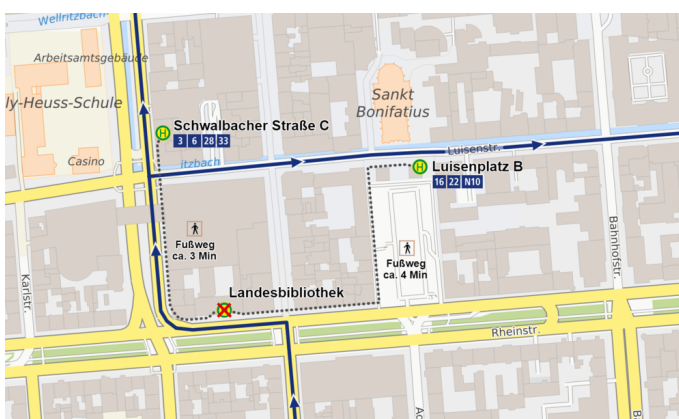 Wellritzbach
Arbeitsamtsgebäude
ly-Heuss-Schule
Sankt
Bonifatius
Schwalbacher Straße C
3 6 28 33
Luisenstr.
Casino
itzbach
Luisenplatz B
16 22 N10
Fußweg
ca. 3 Min
Fußweg
ca. 4 Min
Bahnhofstr.
Karlstr.
Landesbibliothek
Rheinstr.